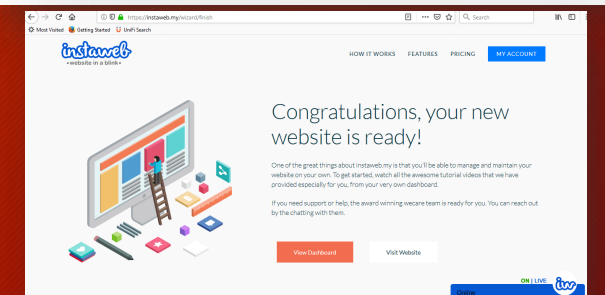 https://instaweb.my/wizard/finish
Search
Most Visited Getting Started UniFi Search
instaweb
• website in a blink •
HOW IT WORKS FEATURES PRICING MY ACCOUNT
Congratulations, your new
website is ready!
One of the great things about instaweb.my is that you'll be able to manage and maintain your
website on your own. To get started, watch all the awesome tutorial videos that we have
provided especially for you, from your very own dashboard.
If you need support or help, the award winning wecare team is ready for you. You can reach out
by the chatting with them.
View Dashboard Visit Website
ON | LIVE
iw
Online